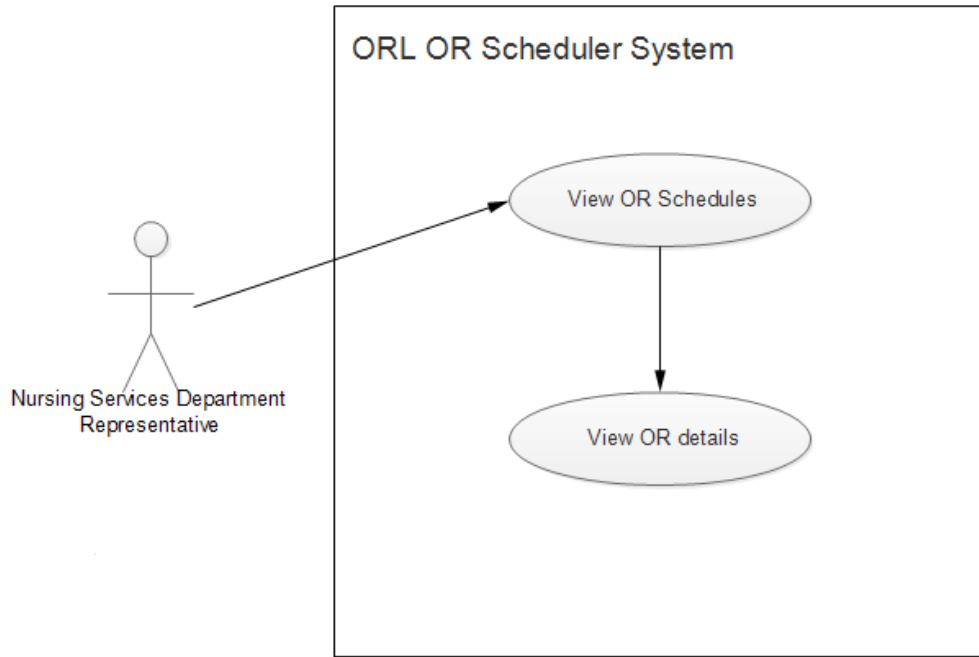 ORL OR Scheduler System
View OR Schedules
Nursing Services Department
Representative
View OR details